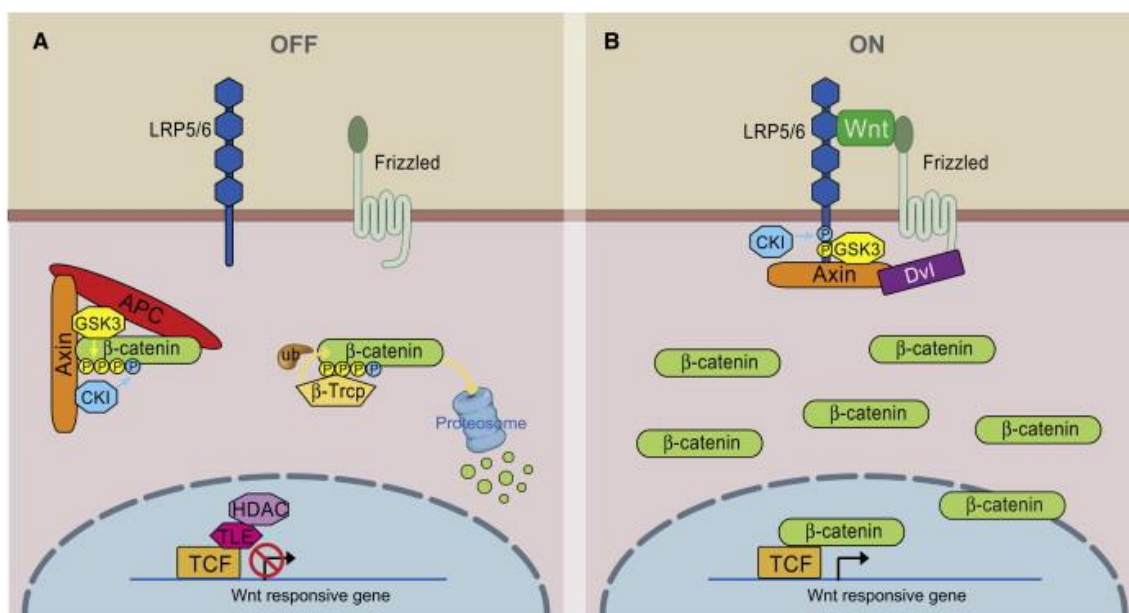 A
OFF
LRP5/6
Frizzled
APC
GSK3
Axin
β-catenin
P P P P
CKI
ub
β-catenin
P P P P
β-Trcp
Proteosome
HDAC
TLE
TCF
Wnt responsive gene
B
ON
LRP5/6
Wnt
Frizzled
CKI
P
P
GSK3
Axin
Dvl
β-catenin
β-catenin
β-catenin
β-catenin
β-catenin
β-catenin
β-catenin
TCF
Wnt responsive gene